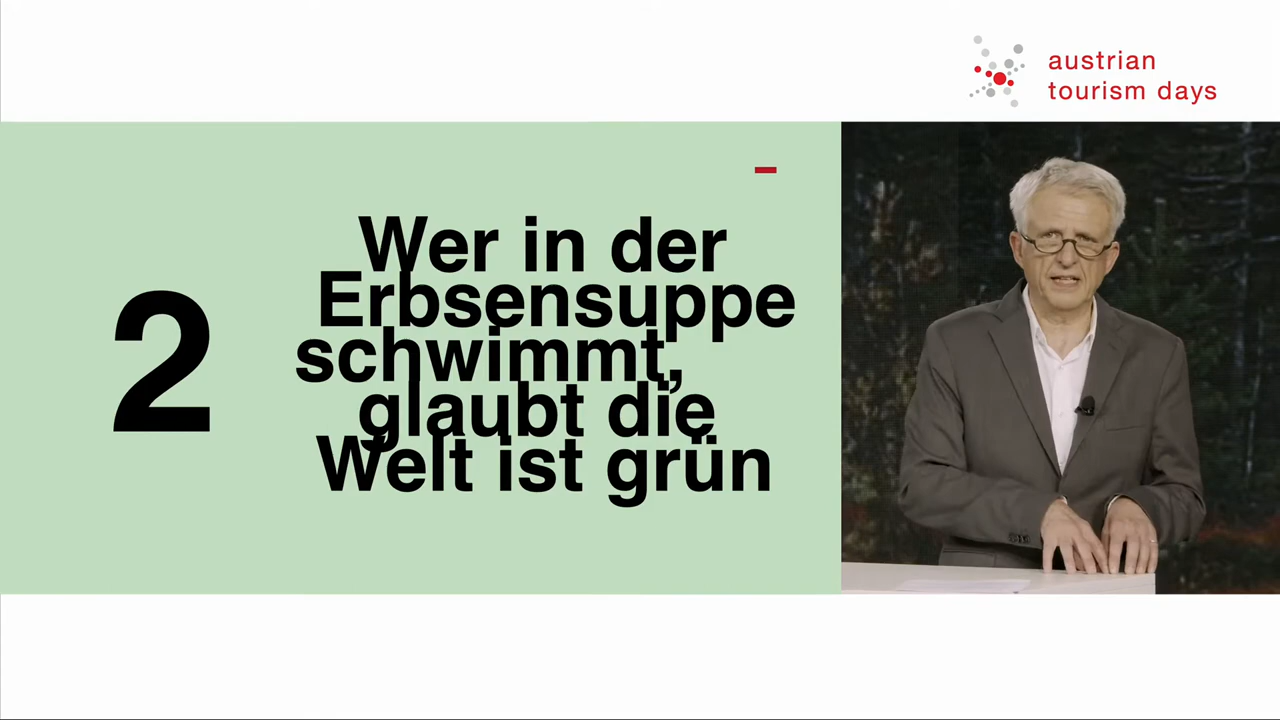 austrian
tourism days
2
Wer in der
Erbsensuppe
schwimmt,
glaubt die
Welt ist grün